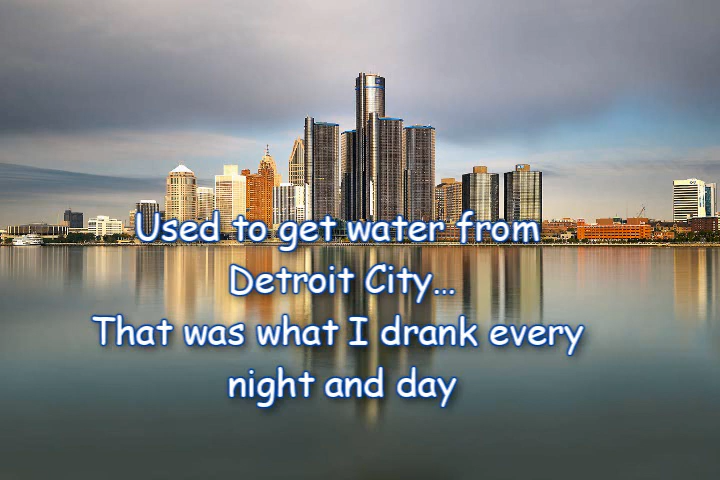 Used to get water from
Detroit City...
That was what I drank every
night and day